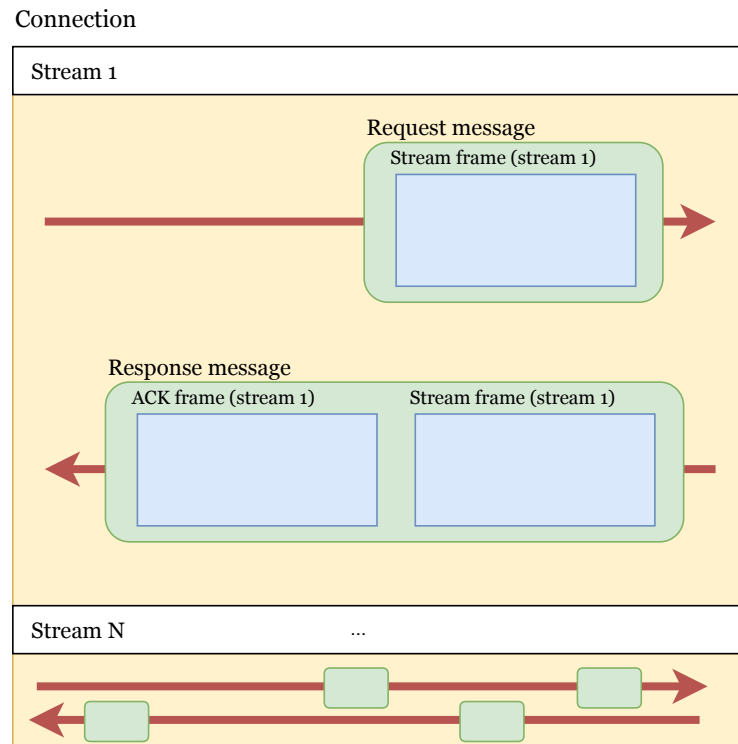 Connection
Stream 1
Request message
Stream frame (stream 1)
Response message
ACK frame (stream 1) Stream frame (stream 1)
Stream N ...